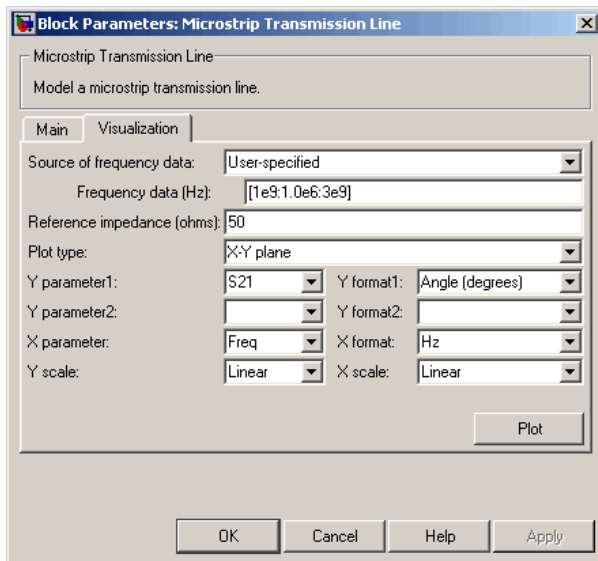 Block Parameters: Microstrip Transmission Line
Microstrip Transmission Line
Model a microstrip transmission line.
Main Visualization
Source of frequency data: User-specified
Frequency data (Hz): [1e9:1.0e6:3e9]
Reference impedance (ohms): 50
Plot type: X-Y plane
Y parameter1: S21 Y format1: Angle (degrees)
Y parameter2: Y format2:
X parameter: Freq X format: Hz
Y scale: Linear X scale: Linear
Plot
OK Cancel Help Apply